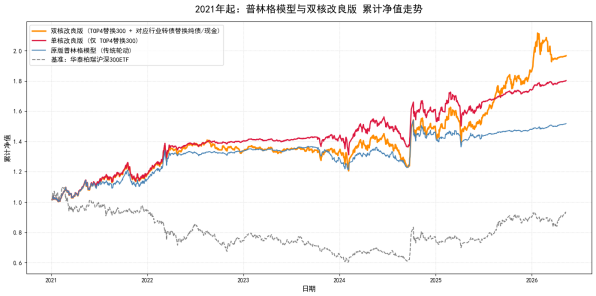 2021年起：普林格模型与双核改良版 累计净值走势
双核改良版 (TOP4替换300 + 对应行业转债替换纯债/现金)
单核改良版 (仅 TOP4替换300)
原版普林格模型 (传统轮动)
基准：华泰柏瑞沪深300ETF
累计净值
2.0
1.8
1.6
1.4
1.2
1.0
0.8
0.6
2021
2022
2023
2024
2025
2026
日期